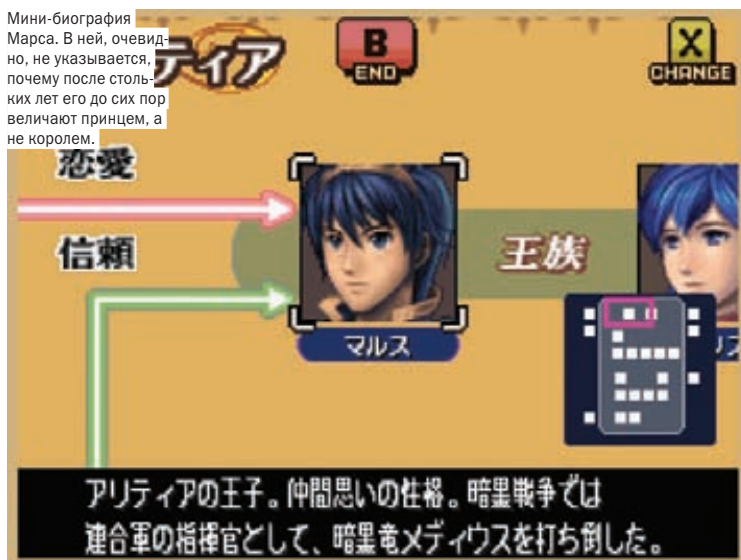 Мини-биография
Марса. В ней, очевид-
но, не указывается,
почему после столь-
ких лет его до сих пор
величают принцем, а
не королем.
ティア
B
END
X
CHANGE
恋愛
信頼
王族
マルス
アリティアの王子。仲間思いの性格。暗黒戦争では
連合軍の指揮官として、暗黒竜メディウスを打ち倒した。